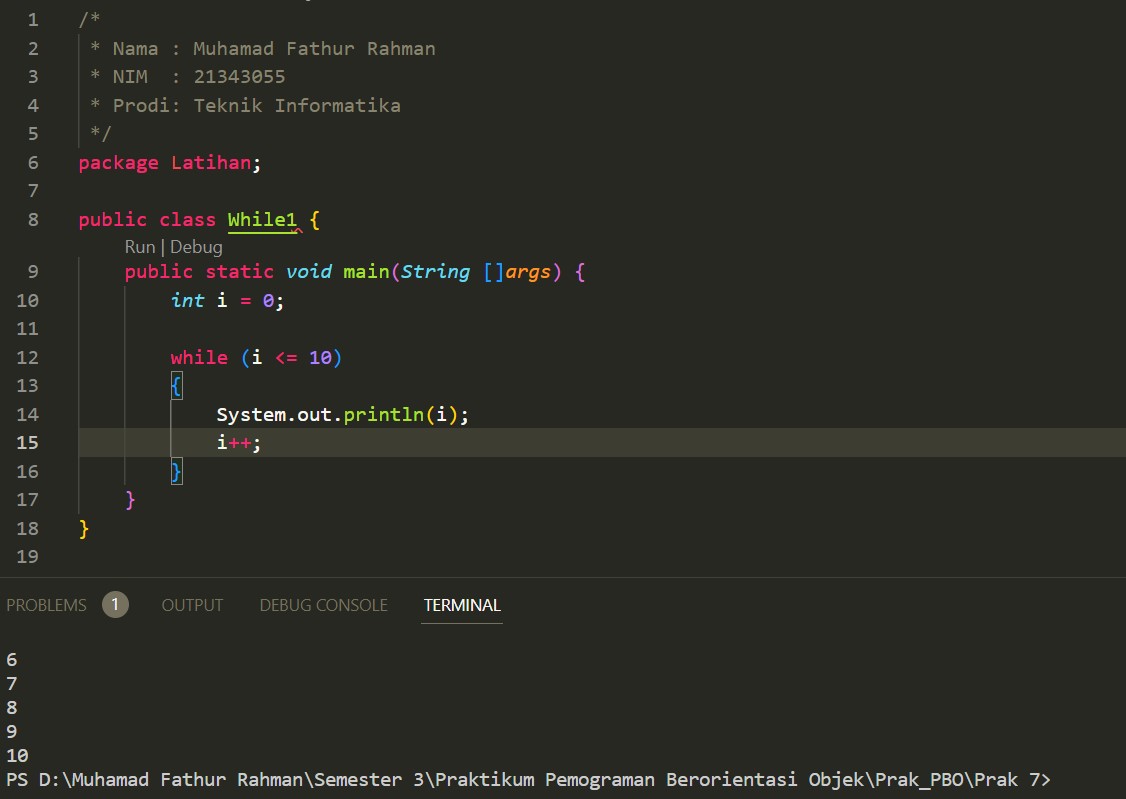 1 /*
2 * Nama : Muhamad Fathur Rahman
3 * NIM  : 21343055
4 * Prodi: Teknik Informatika
5 */
6 package Latihan;
7
8 public class While1 {
Run | Debug
9 public static void main(String []args) {
10 int i = 0;
11
12 while (i <= 10)
13 {
14 System.out.println(i);
15 i++;
16 }
17 }
18 }
19
PROBLEMS 1 OUTPUT DEBUG CONSOLE TERMINAL
6
7
8
9
10
PS D:\Muhamad Fathur Rahman\Semester 3\Praktikum Pemograman Berorientasi Objek\Prak_PBO\Prak 7>